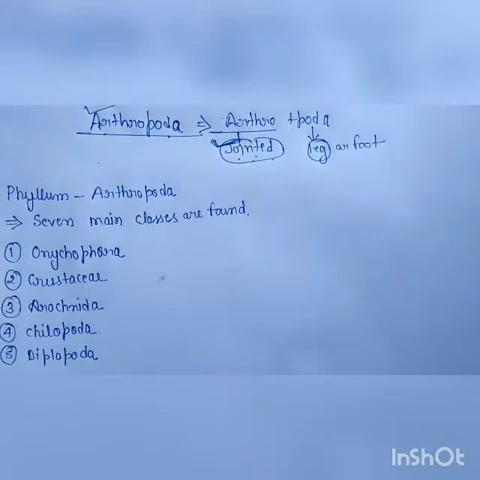 Arthropoda ⇒ Arthro + poda
Jointed leg or foot
Phyllum - Arthropoda
⇒ Seven main classes are found.
① Onychophora
② Crustaceae
③ Arachnida
④ Chilopoda
⑤ Diplopoda
InShOt